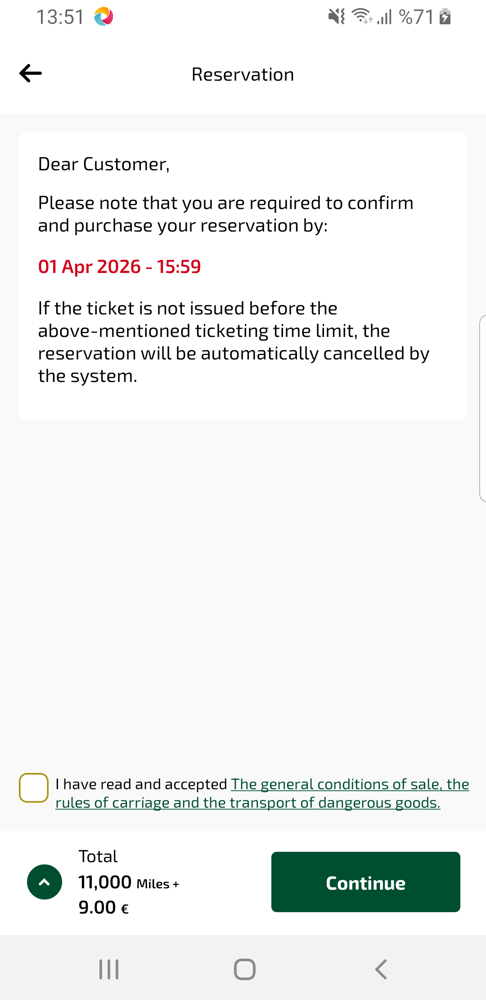 13:51
%71
Reservation
Dear Customer,
Please note that you are required to confirm
and purchase your reservation by:
01 Apr 2026 - 15:59
If the ticket is not issued before the
above-mentioned ticketing time limit, the
reservation will be automatically cancelled by
the system.
I have read and accepted The general conditions of sale, the
rules of carriage and the transport of dangerous goods.
Total
11,000 Miles +
9.00 €
Continue